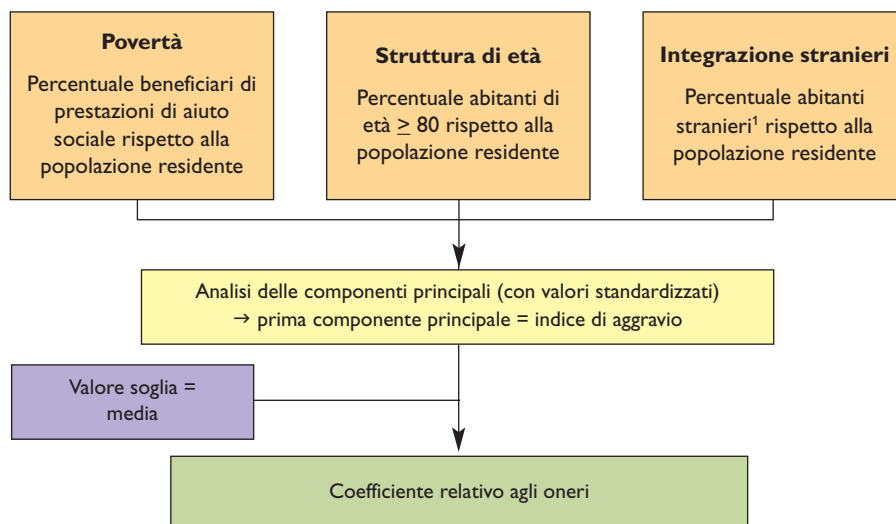 Povertà
Percentuale beneficiari di
prestazioni di aiuto
sociale rispetto alla
popolazione residente
Struttura di età
Percentuale abitanti di
età ≥ 80 rispetto alla
popolazione residente
Integrazione stranieri
Percentuale abitanti
stranieri¹ rispetto alla
popolazione residente
Analisi delle componenti principali (con valori standardizzati)
→ prima componente principale = indice di aggravio
Valore soglia =
media
Coefficiente relativo agli oneri